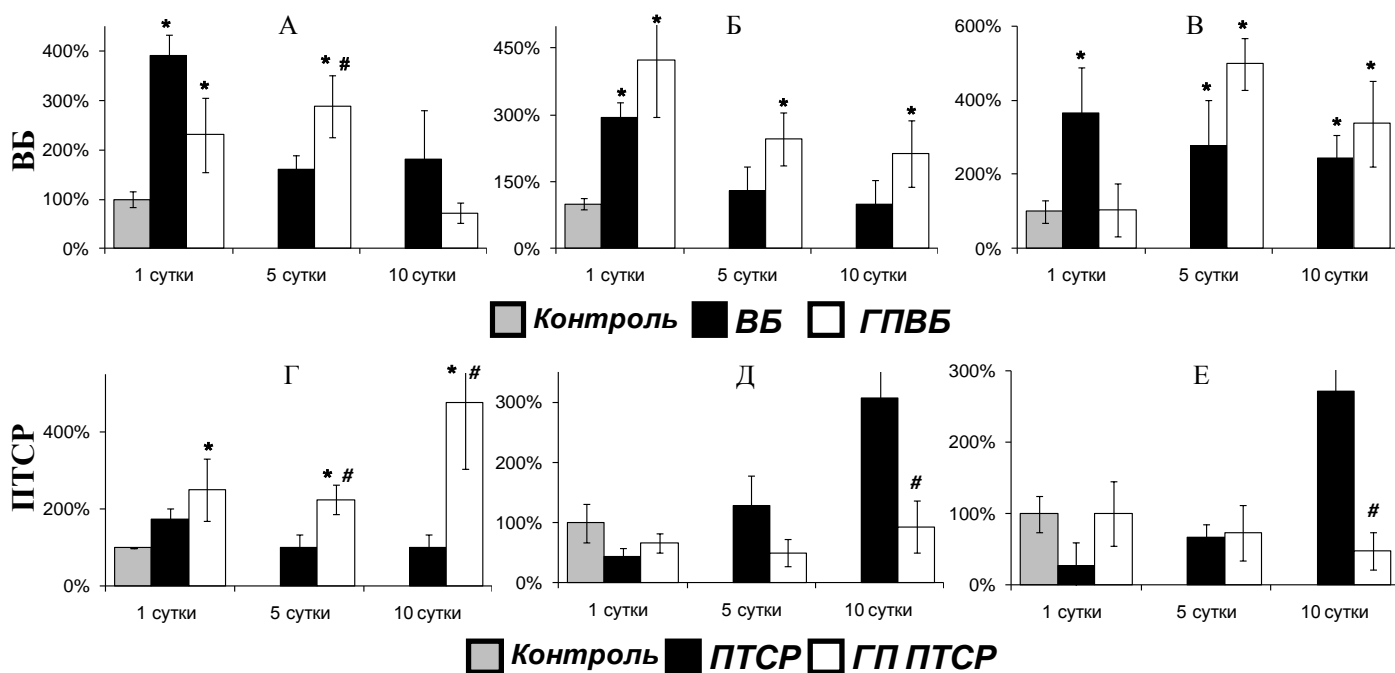 А
Б
В
ВБ
400%
300%
200%
100%
0%
* * * #
1 сутки 5 сутки 10 сутки
450%
300%
150%
0%
* * * *
1 сутки 5 сутки 10 сутки
600%
400%
200%
0%
* * * * *
1 сутки 5 сутки 10 сутки
Контроль ВБ ГПВБ
Г
Д
Е
ПТСР
400%
200%
0%
* * # * #
1 сутки 5 сутки 10 сутки
300%
200%
100%
0%
#
1 сутки 5 сутки 10 сутки
300%
200%
100%
0%
#
1 сутки 5 сутки 10 сутки
Контроль ПТСР ГП ПТСР